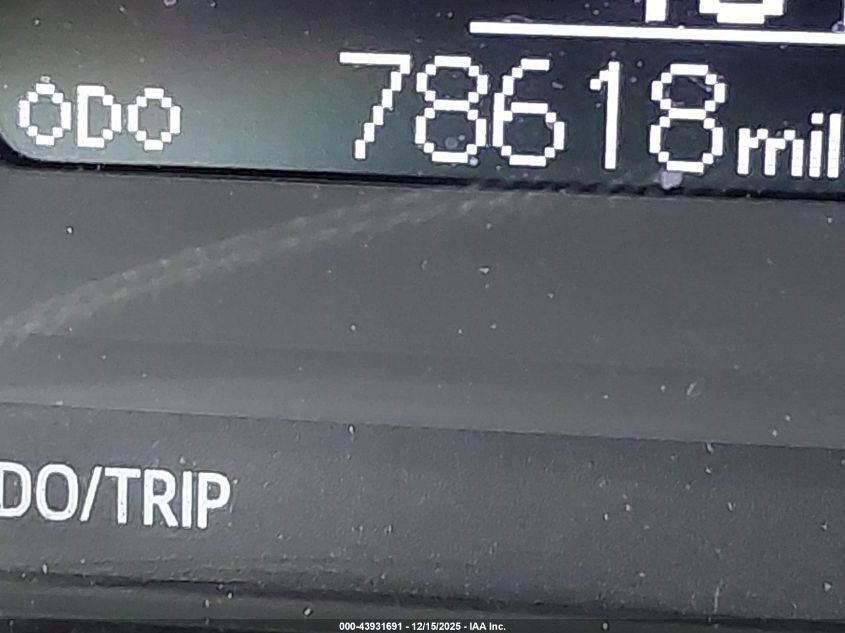 ODO 78618 mil
DO/TRIP
000-43931691 - 12/15/2025 - IAA Inc.